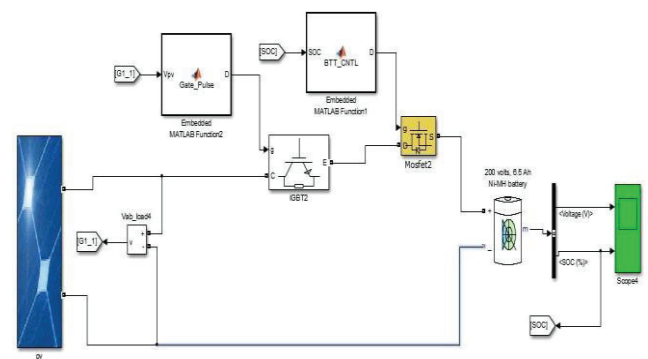 [G1_1]
Vpv
Gate_Pulse
D
Embedded
MATLAB Function2
[SOC]
SOC
BTT_CNTL
D
Embedded
MATLAB Function1
g
C
E
IGBT2
g
D
S
Mosfet2
200 volts, 6.5 Ah
Ni-MH battery
+
m
-
<Voltage (V)>
<SOC (%)>
Scope4
[SOC]
Vab_load4
+
v
-
[G1_1]
pv